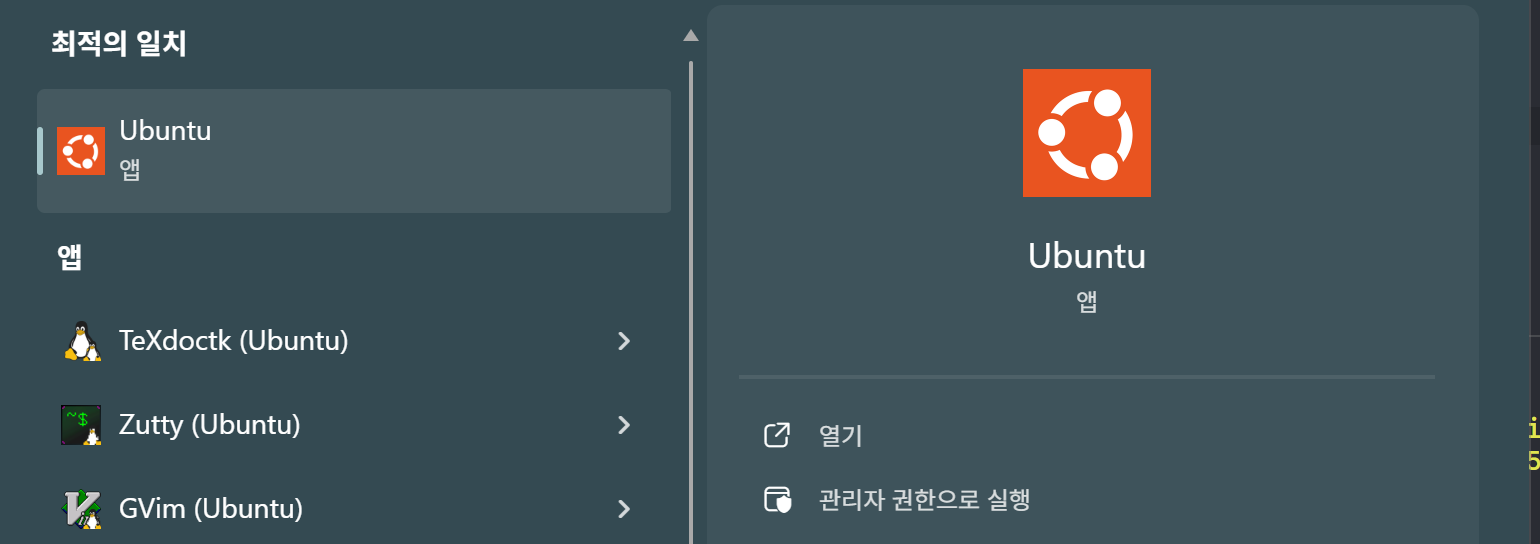 최적의 일치
Ubuntu
앱
앱
TeXdoctk (Ubuntu)
~$
Zutty (Ubuntu)
GVim (Ubuntu)
Ubuntu
앱
열기
관리자 권한으로 실행
i
5